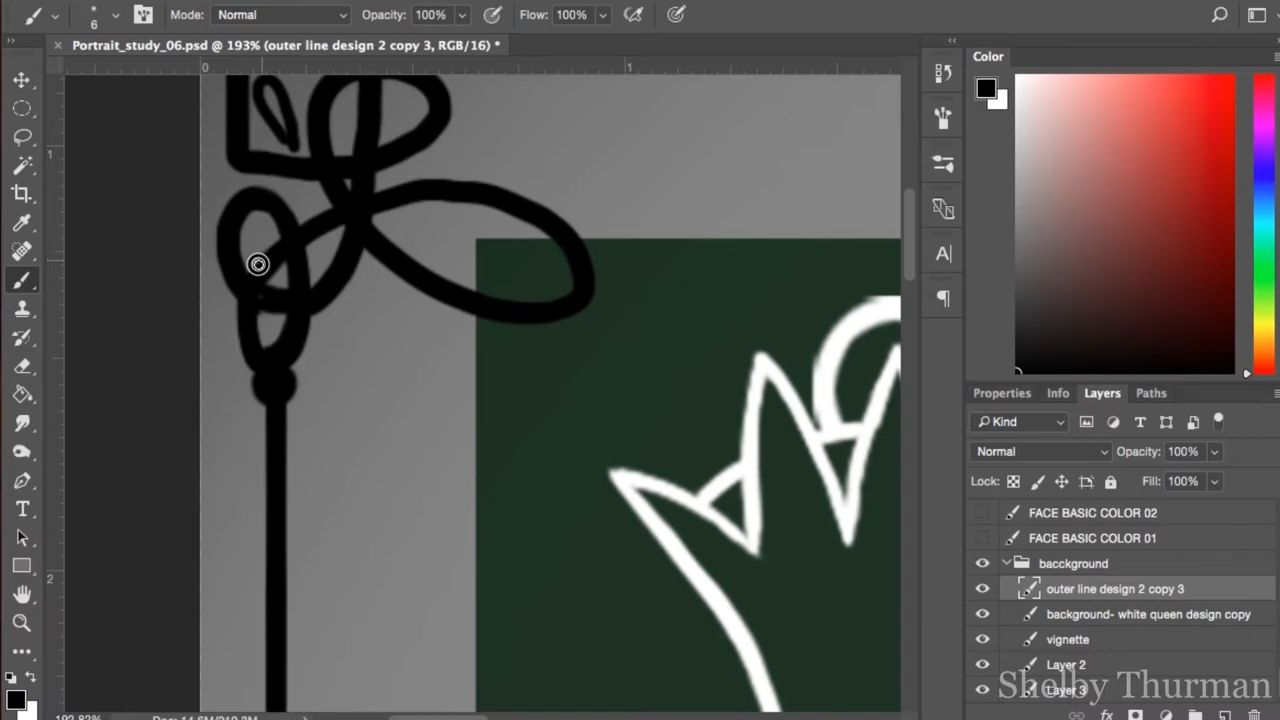 6 Mode: Normal Opacity: 100% Flow: 100%
× Portrait_study_06.psd @ 193% (outer line design 2 copy 3, RGB/16) *
0 1
1
2
Color
Properties Info Layers Paths
Kind
Normal Opacity: 100%
Lock: Fill: 100%
FACE BASIC COLOR 02
FACE BASIC COLOR 01
bacckground
outer line design 2 copy 3
background- white queen design copy
vignette
Layer 2
Layer 3
Shelby Thurman